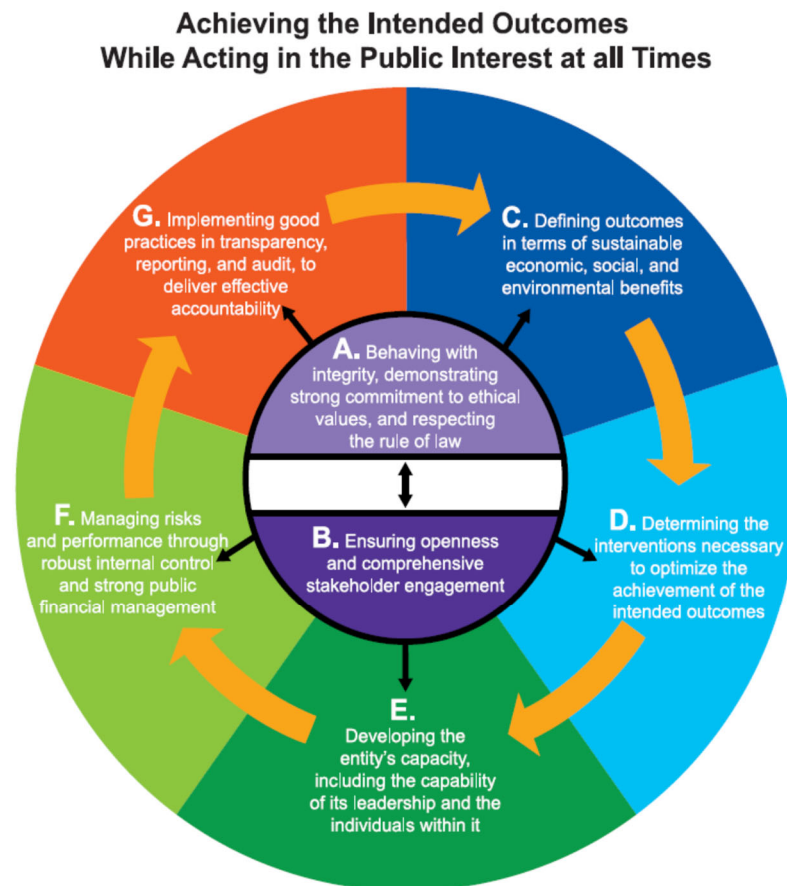 Achieving the Intended Outcomes
While Acting in the Public Interest at all Times
G. Implementing good
practices in transparency,
reporting, and audit, to
deliver effective
accountability
C. Defining outcomes
in terms of sustainable
economic, social, and
environmental benefits
A. Behaving with
integrity, demonstrating
strong commitment to ethical
values, and respecting
the rule of law
B. Ensuring openness
and comprehensive
stakeholder engagement
F. Managing risks
and performance through
robust internal control
and strong public
financial management
D. Determining the
interventions necessary
to optimize the
achievement of the
intended outcomes
E.
Developing the
entity's capacity,
including the capability
of its leadership and the
individuals within it